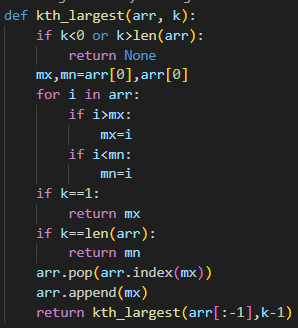 def kth_largest(arr, k):
    if k<0 or k>len(arr):
        return None
    mx,mn=arr[0],arr[0]
    for i in arr:
        if i>mx:
            mx=i
        if i<mn:
            mn=i
    if k==1:
        return mx
    if k==len(arr):
        return mn
    arr.pop(arr.index(mx))
    arr.append(mx)
    return kth_largest(arr[:-1],k-1)